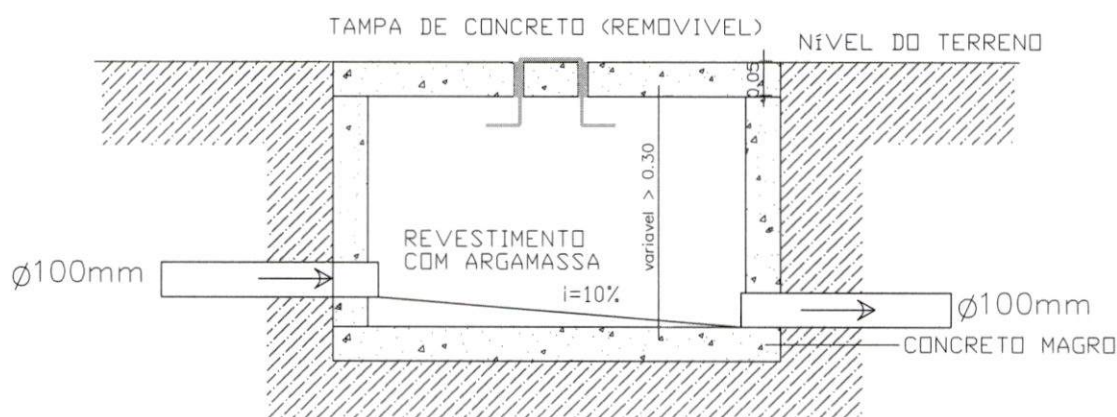 TAMPA DE CONCRETO (REMOVIVEL)
NíVEL DO TERRENO
0,05
variavel > 0.30
REVESTIMENTO
COM ARGAMASSA
i=10%
Ø100mm
Ø100mm
CONCRETO MAGRO